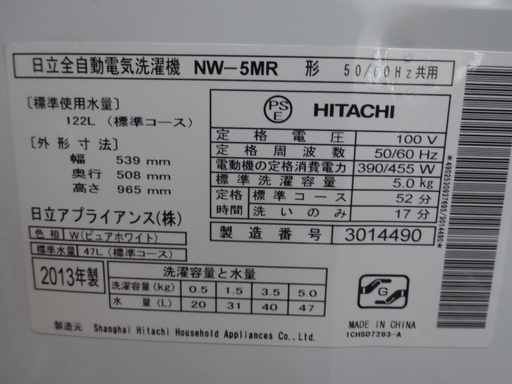 日立全自動電気洗濯機 NW-5MR 形 50/60Hz共用
[標準使用水量]
122L (標準コース)
[外形寸法]
幅 539 mm
奥行 508 mm
高さ 965 mm
日立アプライアンス(株)
色相 W(ピュアホワイト)
標準水量 47L (標準コース)
2013年製
PS
E
HITACHI
定格電圧 100 V
定格周波数 50/60 Hz
電動機の定格消費電力 390/455 W
標準洗濯容量 5.0 kg
定格時間 標準コース 52 分
洗いのみ 17 分
製造番号 3014490
洗濯容量と水量
洗濯容量(kg) 0.5 1.5 3.5 5.0
水量(L) 20 31 40 47
G
MADE IN CHINA
1CHSD7283-A
製造元 Shanghai Hitachi Household Appliances Co.,Ltd.